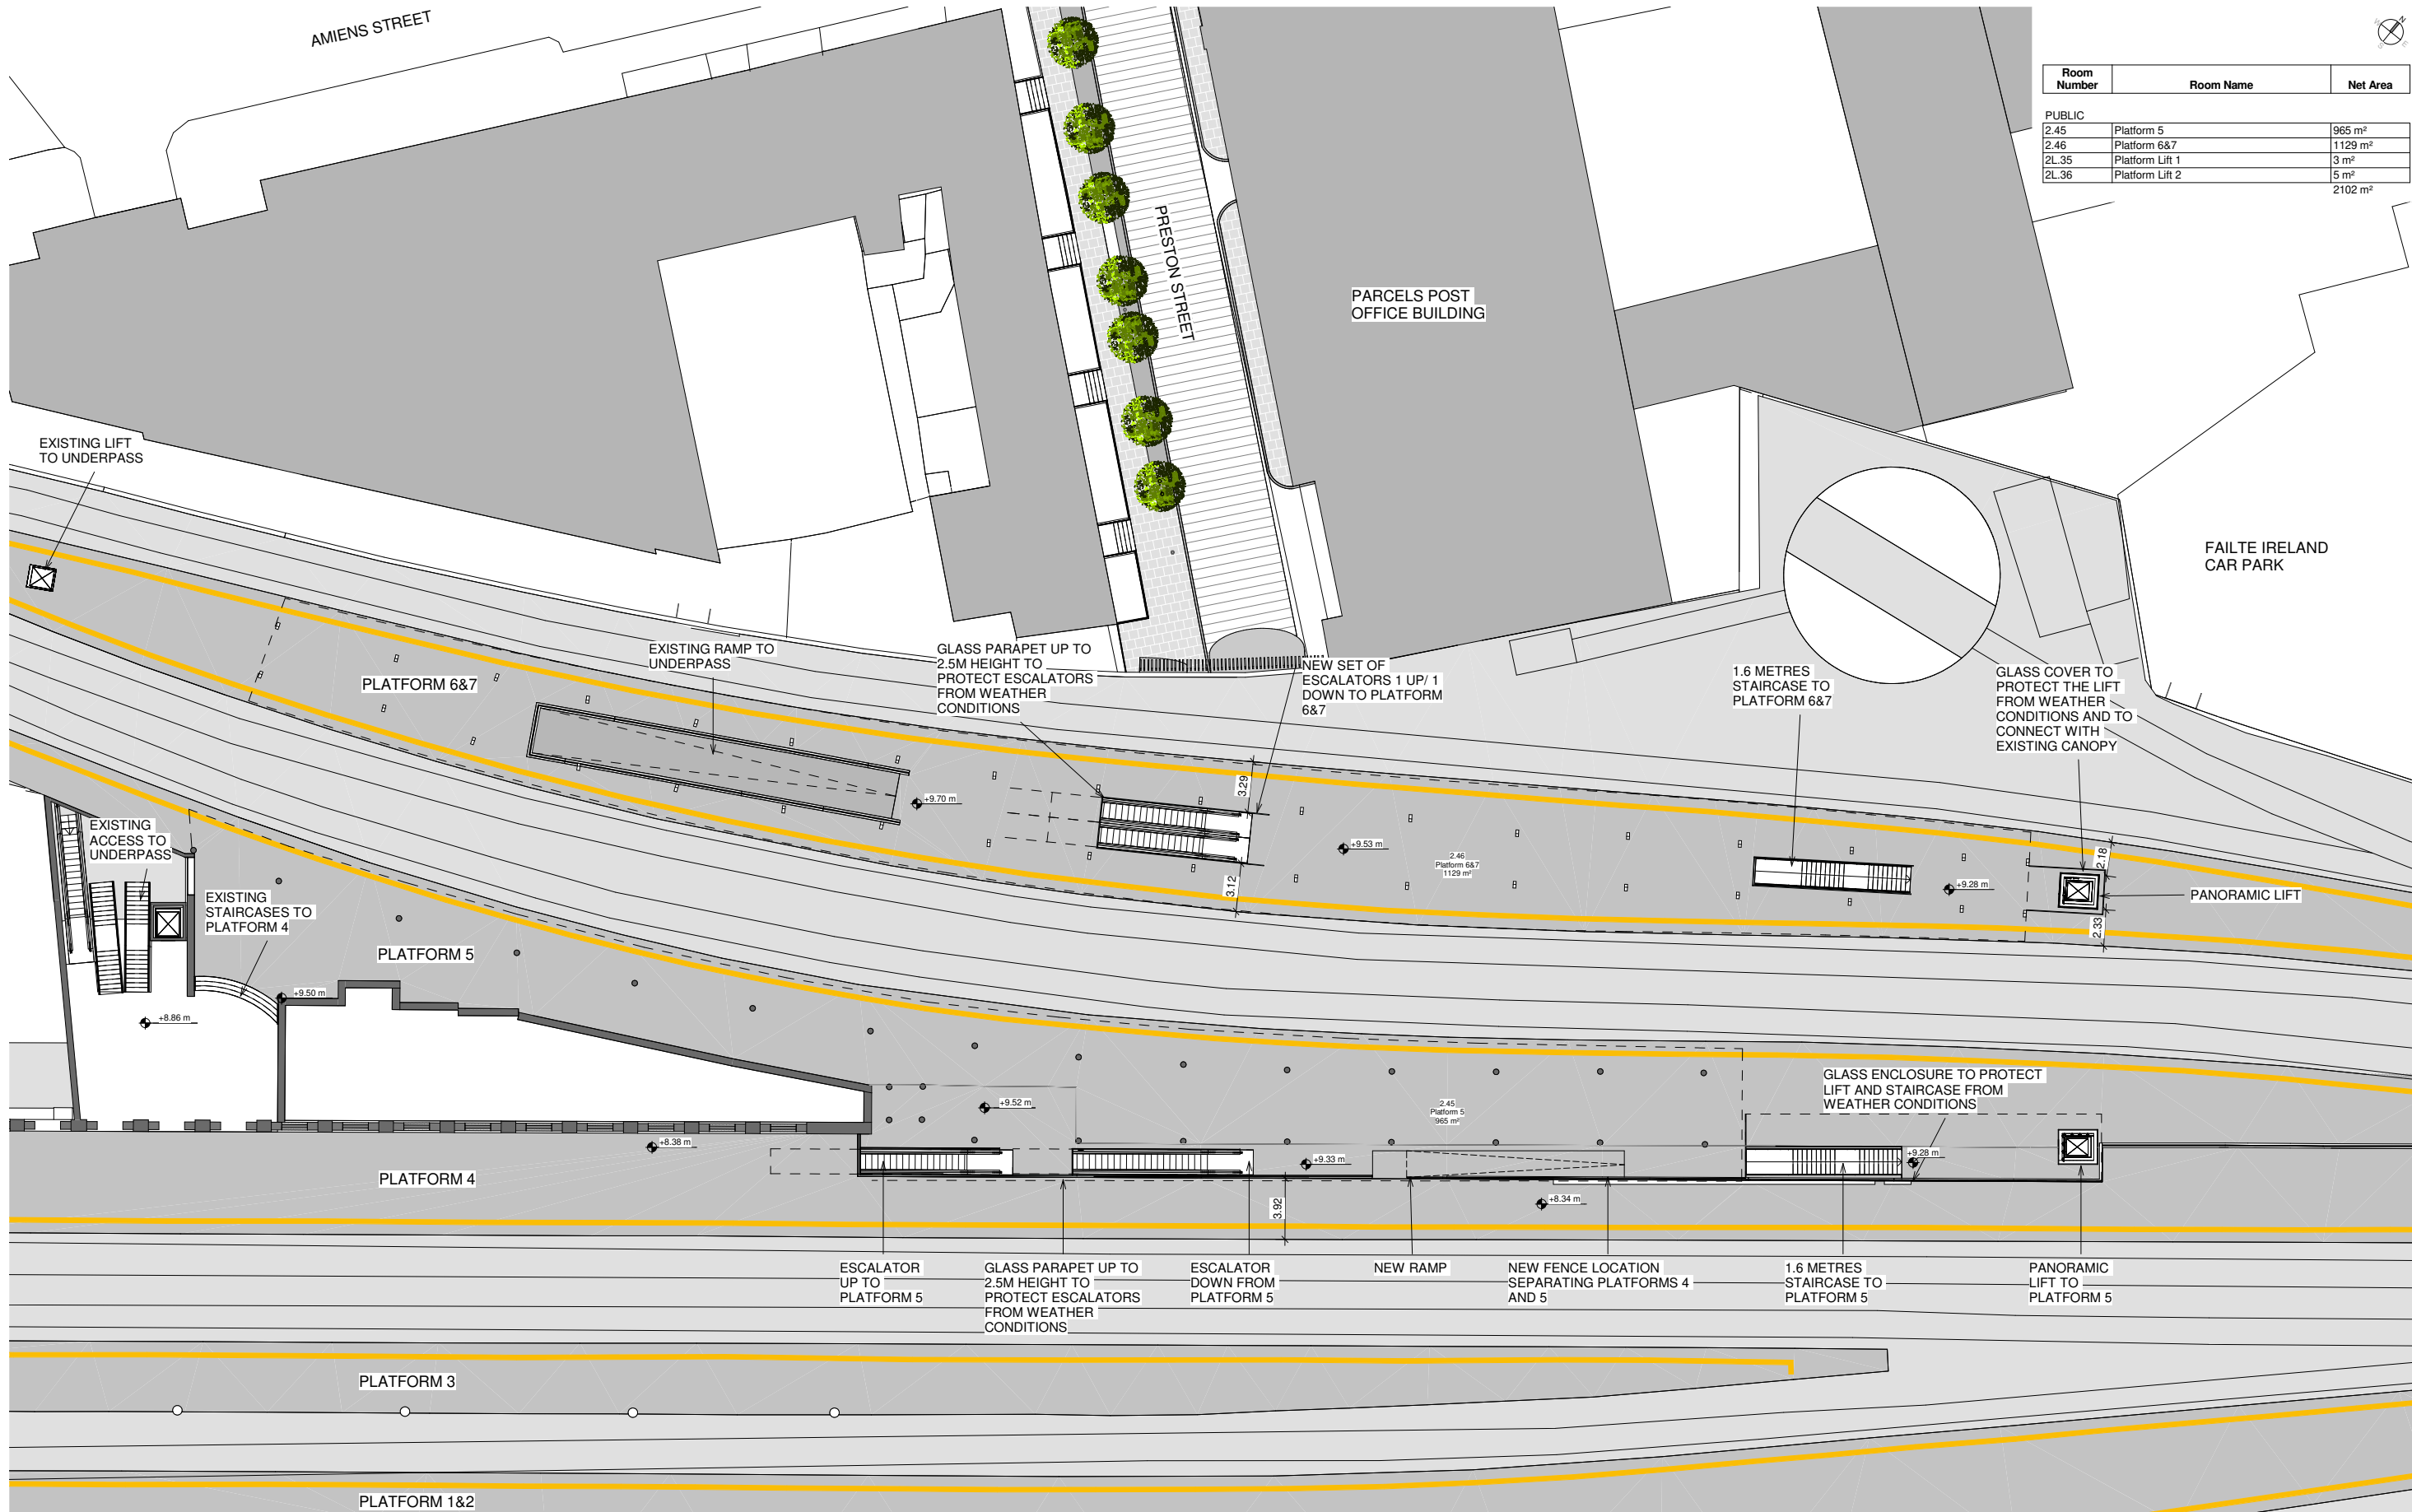 AMIENS STREET
N
Room Number
Room Name
Net Area
PUBLIC
2.45 Platform 5 965 m²
2.46 Platform 6&7 1129 m²
2L.35 Platform Lift 1 3 m²
2L.36 Platform Lift 2 5 m²
2102 m²
PRESTON STREET
PARCELS POST
OFFICE BUILDING
FAILTE IRELAND
CAR PARK
EXISTING LIFT
TO UNDERPASS
PLATFORM 6&7
EXISTING RAMP TO
UNDERPASS
GLASS PARAPET UP TO
2.5M HEIGHT TO
PROTECT ESCALATORS
FROM WEATHER
CONDITIONS
NEW SET OF
ESCALATORS 1 UP/ 1
DOWN TO PLATFORM
6&7
1.6 METRES
STAIRCASE TO
PLATFORM 6&7
GLASS COVER TO
PROTECT THE LIFT
FROM WEATHER
CONDITIONS AND TO
CONNECT WITH
EXISTING CANOPY
+9.70 m
3.29
3.12
+9.53 m
2.46
Platform 6&7
1129 m²
+9.28 m
2.18
2.33
PANORAMIC LIFT
EXISTING
ACCESS TO
UNDERPASS
EXISTING
STAIRCASES TO
PLATFORM 4
PLATFORM 5
+9.50 m
+8.86 m
+9.52 m
2.45
Platform 5
965 m²
GLASS ENCLOSURE TO PROTECT
LIFT AND STAIRCASE FROM
WEATHER CONDITIONS
+8.38 m
+9.33 m
+9.28 m
PLATFORM 4
3.92
+8.34 m
ESCALATOR
UP TO
PLATFORM 5
GLASS PARAPET UP TO
2.5M HEIGHT TO
PROTECT ESCALATORS
FROM WEATHER
CONDITIONS
ESCALATOR
DOWN FROM
PLATFORM 5
NEW RAMP
NEW FENCE LOCATION
SEPARATING PLATFORMS 4
AND 5
1.6 METRES
STAIRCASE TO
PLATFORM 5
PANORAMIC
LIFT TO
PLATFORM 5
PLATFORM 3
PLATFORM 1&2